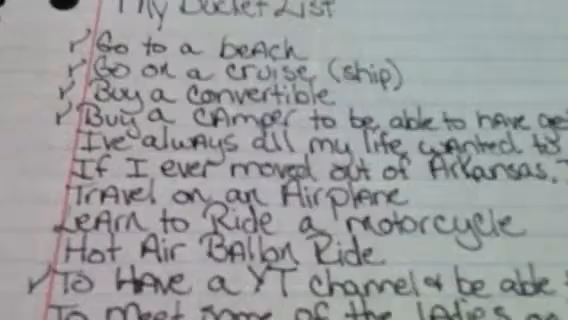 My Bucket List
✓ Go to a beach
✓ Go on a cruise (ship)
✓ Buy a convertible
✓ Buy a camper to be able to have
I've always all my life, wanted to
If I ever moved out of Arkansas.
Travel on an Airplane
Learn to Ride a motorcycle
Hot Air Ballon Ride
✓ To Have a YT channel & be able
To meet some of the ladies